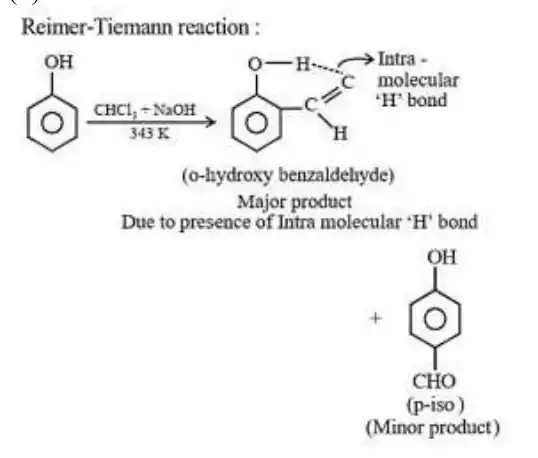 Reimer-Tiemann reaction :
OH
CHCl3 + NaOH
343 K
O — H
C
C
H
Intra -
molecular
'H' bond
(o-hydroxy benzaldehyde)
Major product
Due to presence of Intra molecular 'H' bond
+
OH
CHO
(p-iso )
(Minor product)